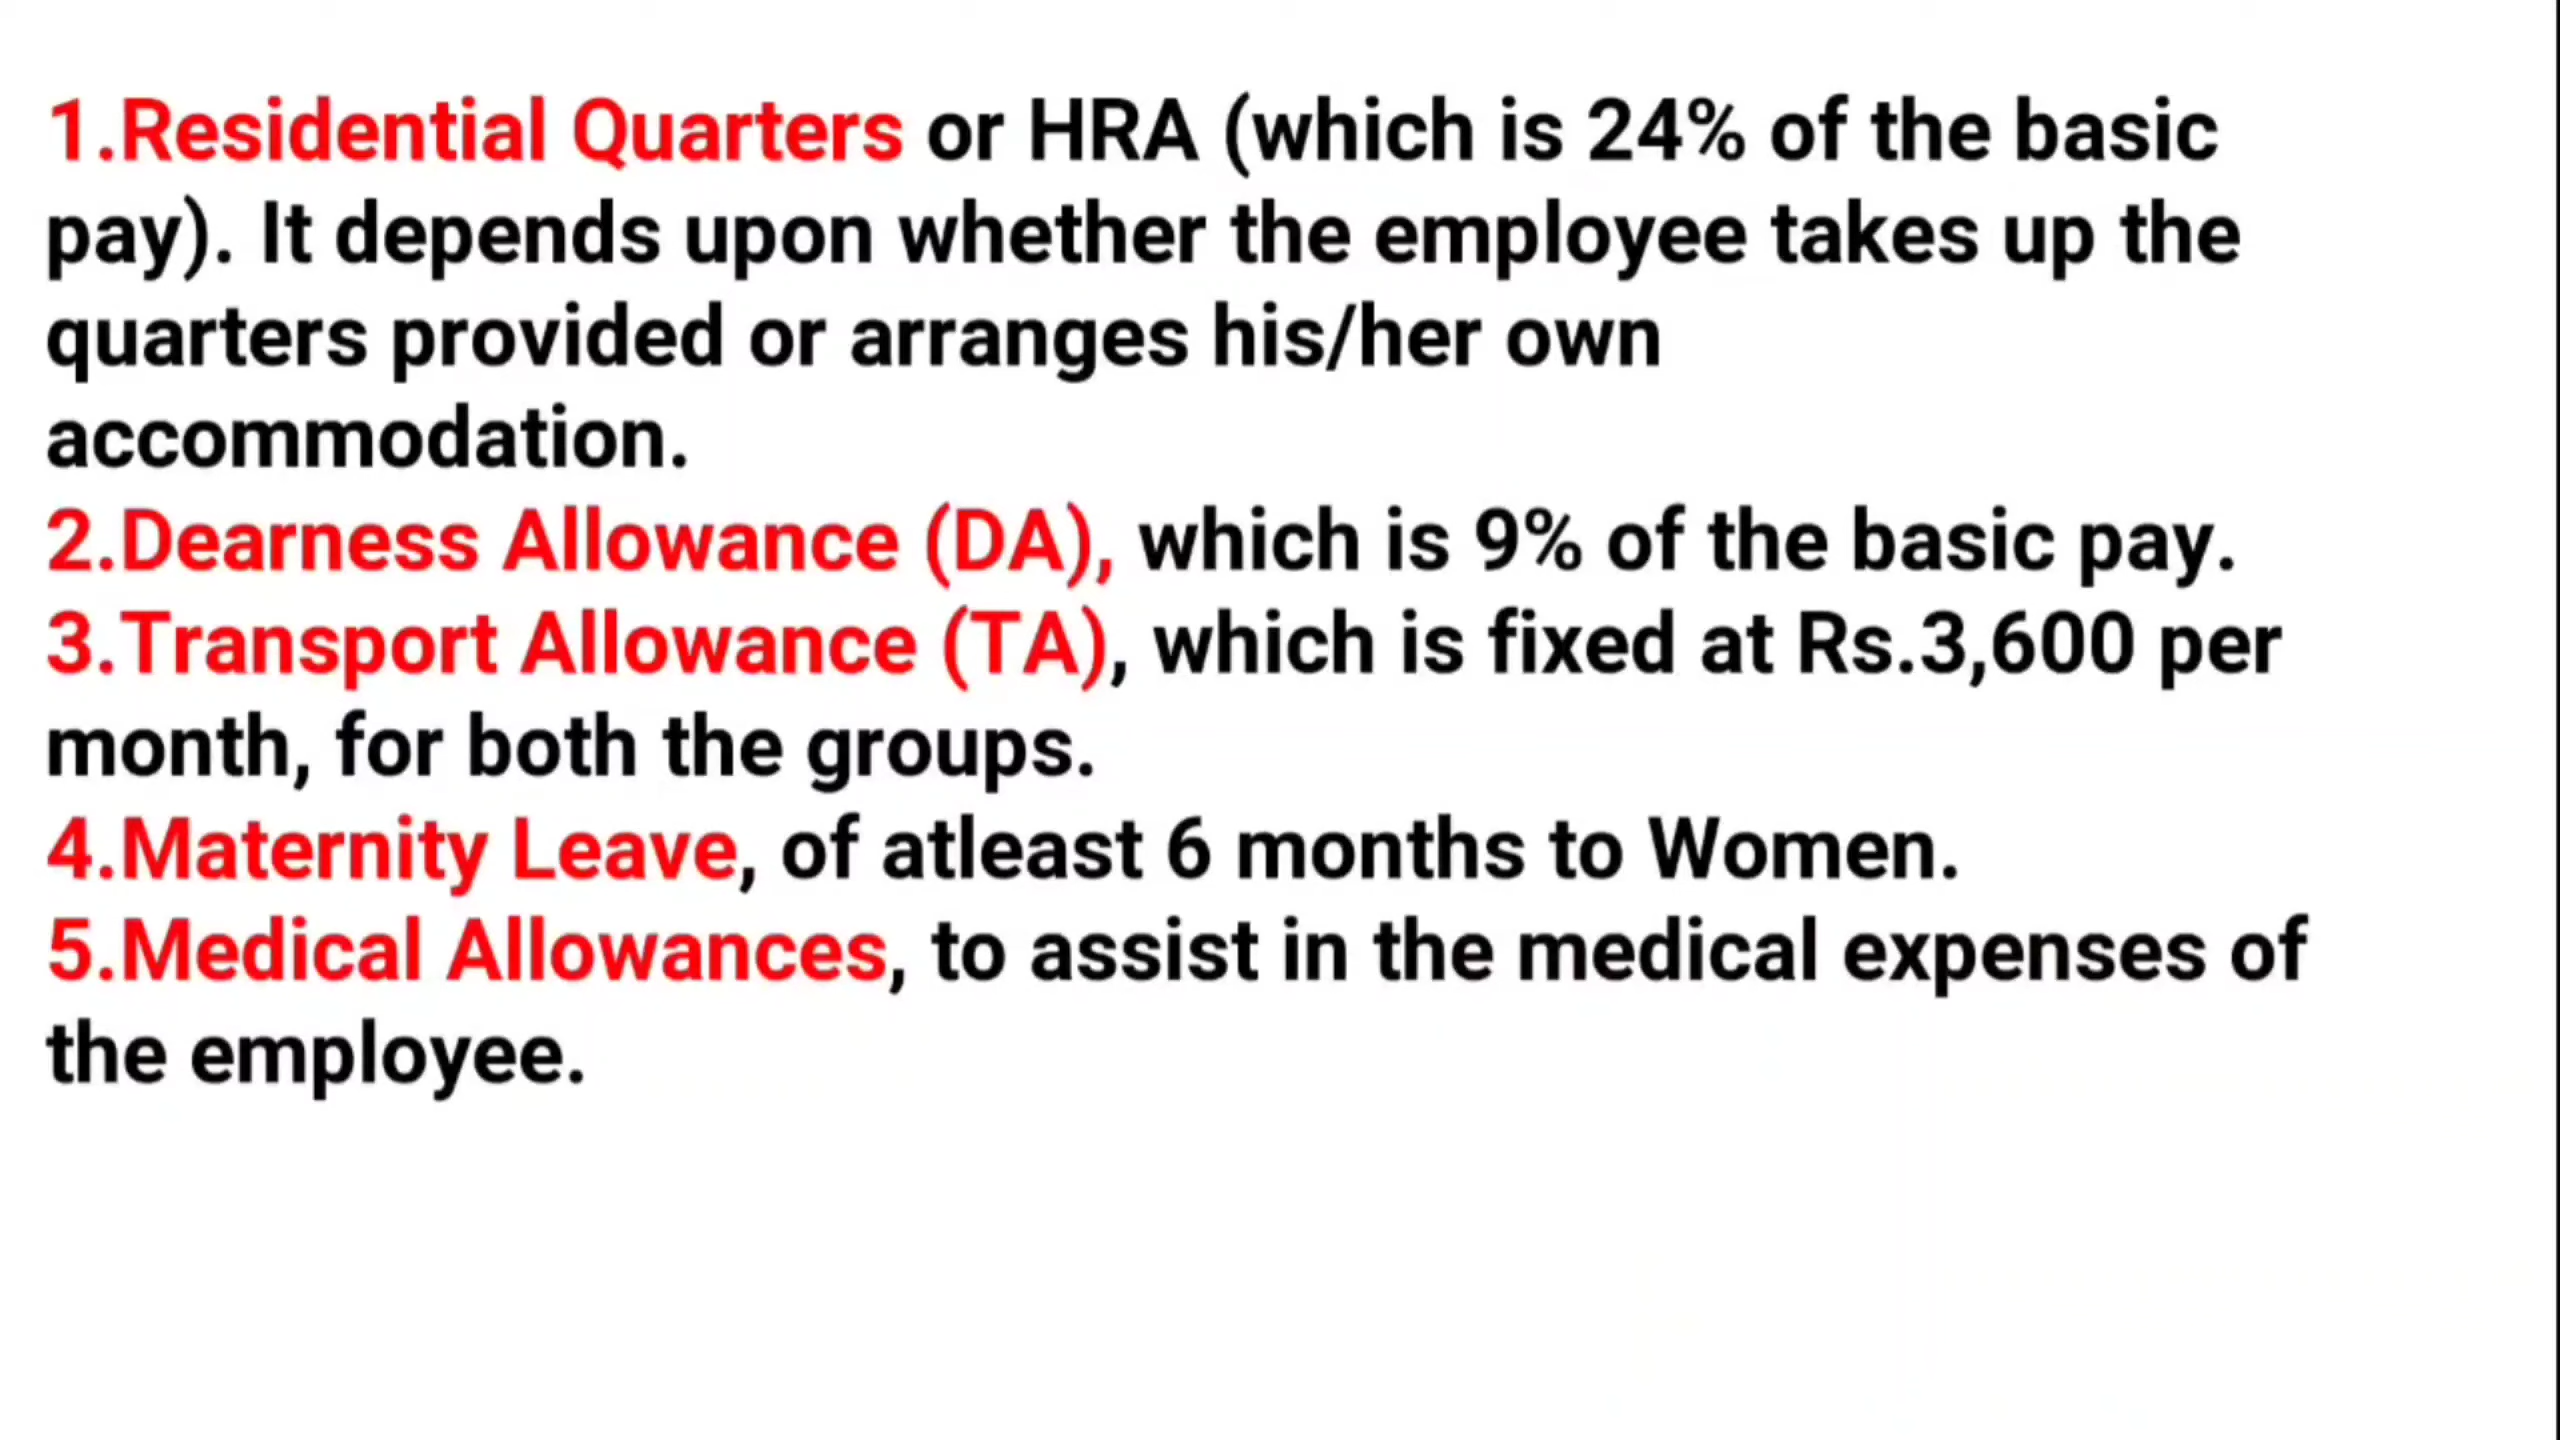 1.Residential Quarters or HRA (which is 24% of the basic
pay). It depends upon whether the employee takes up the
quarters provided or arranges his/her own
accommodation.
2.Dearness Allowance (DA), which is 9% of the basic pay.
3.Transport Allowance (TA), which is fixed at Rs.3,600 per
month, for both the groups.
4.Maternity Leave, of atleast 6 months to Women.
5.Medical Allowances, to assist in the medical expenses of
the employee.